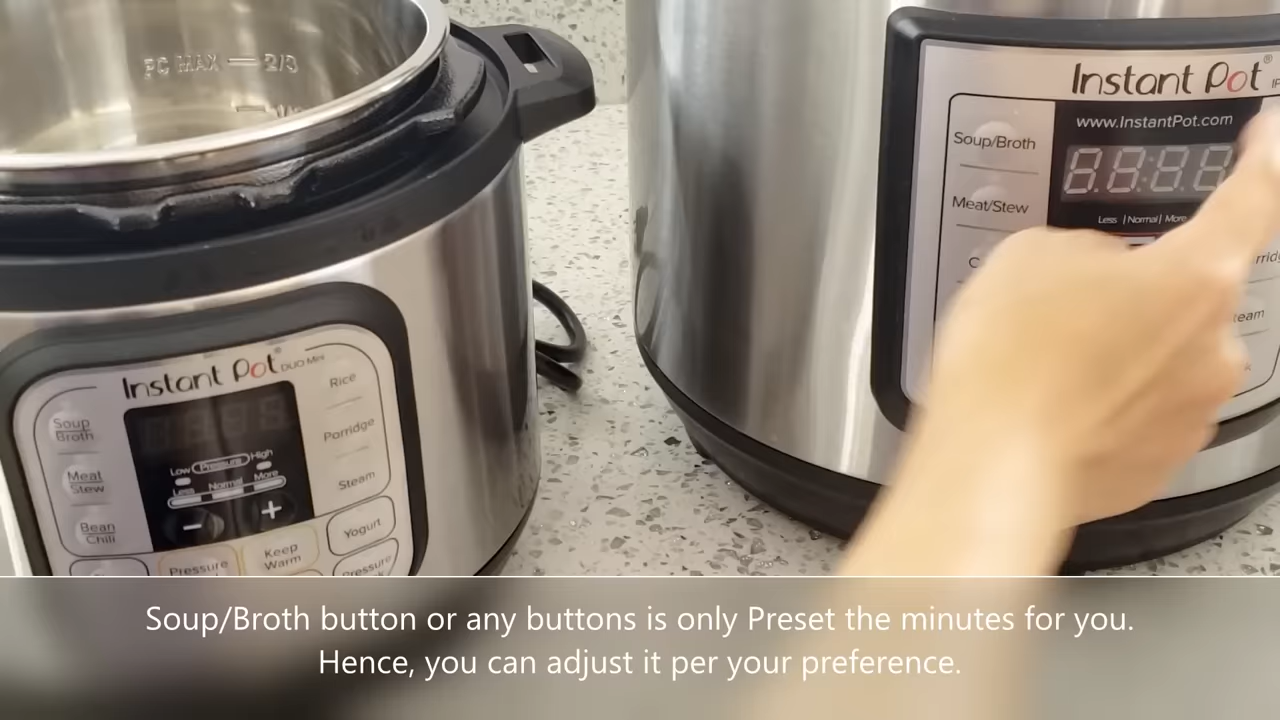 PC MAX — 2/3
Instant Pot® DUO Mini
Soup
Broth
Meat
Stew
Bean
Chili
Low Pressure High
Less Normal More
− +
Rice
Porridge
Steam
Yogurt
Pressure
Keep
Warm
Pressure
Instant Pot®
www.InstantPot.com
Soup/Broth
Meat/Stew
Less | Normal | More
Soup/Broth button or any buttons is only Preset the minutes for you.
Hence, you can adjust it per your preference.